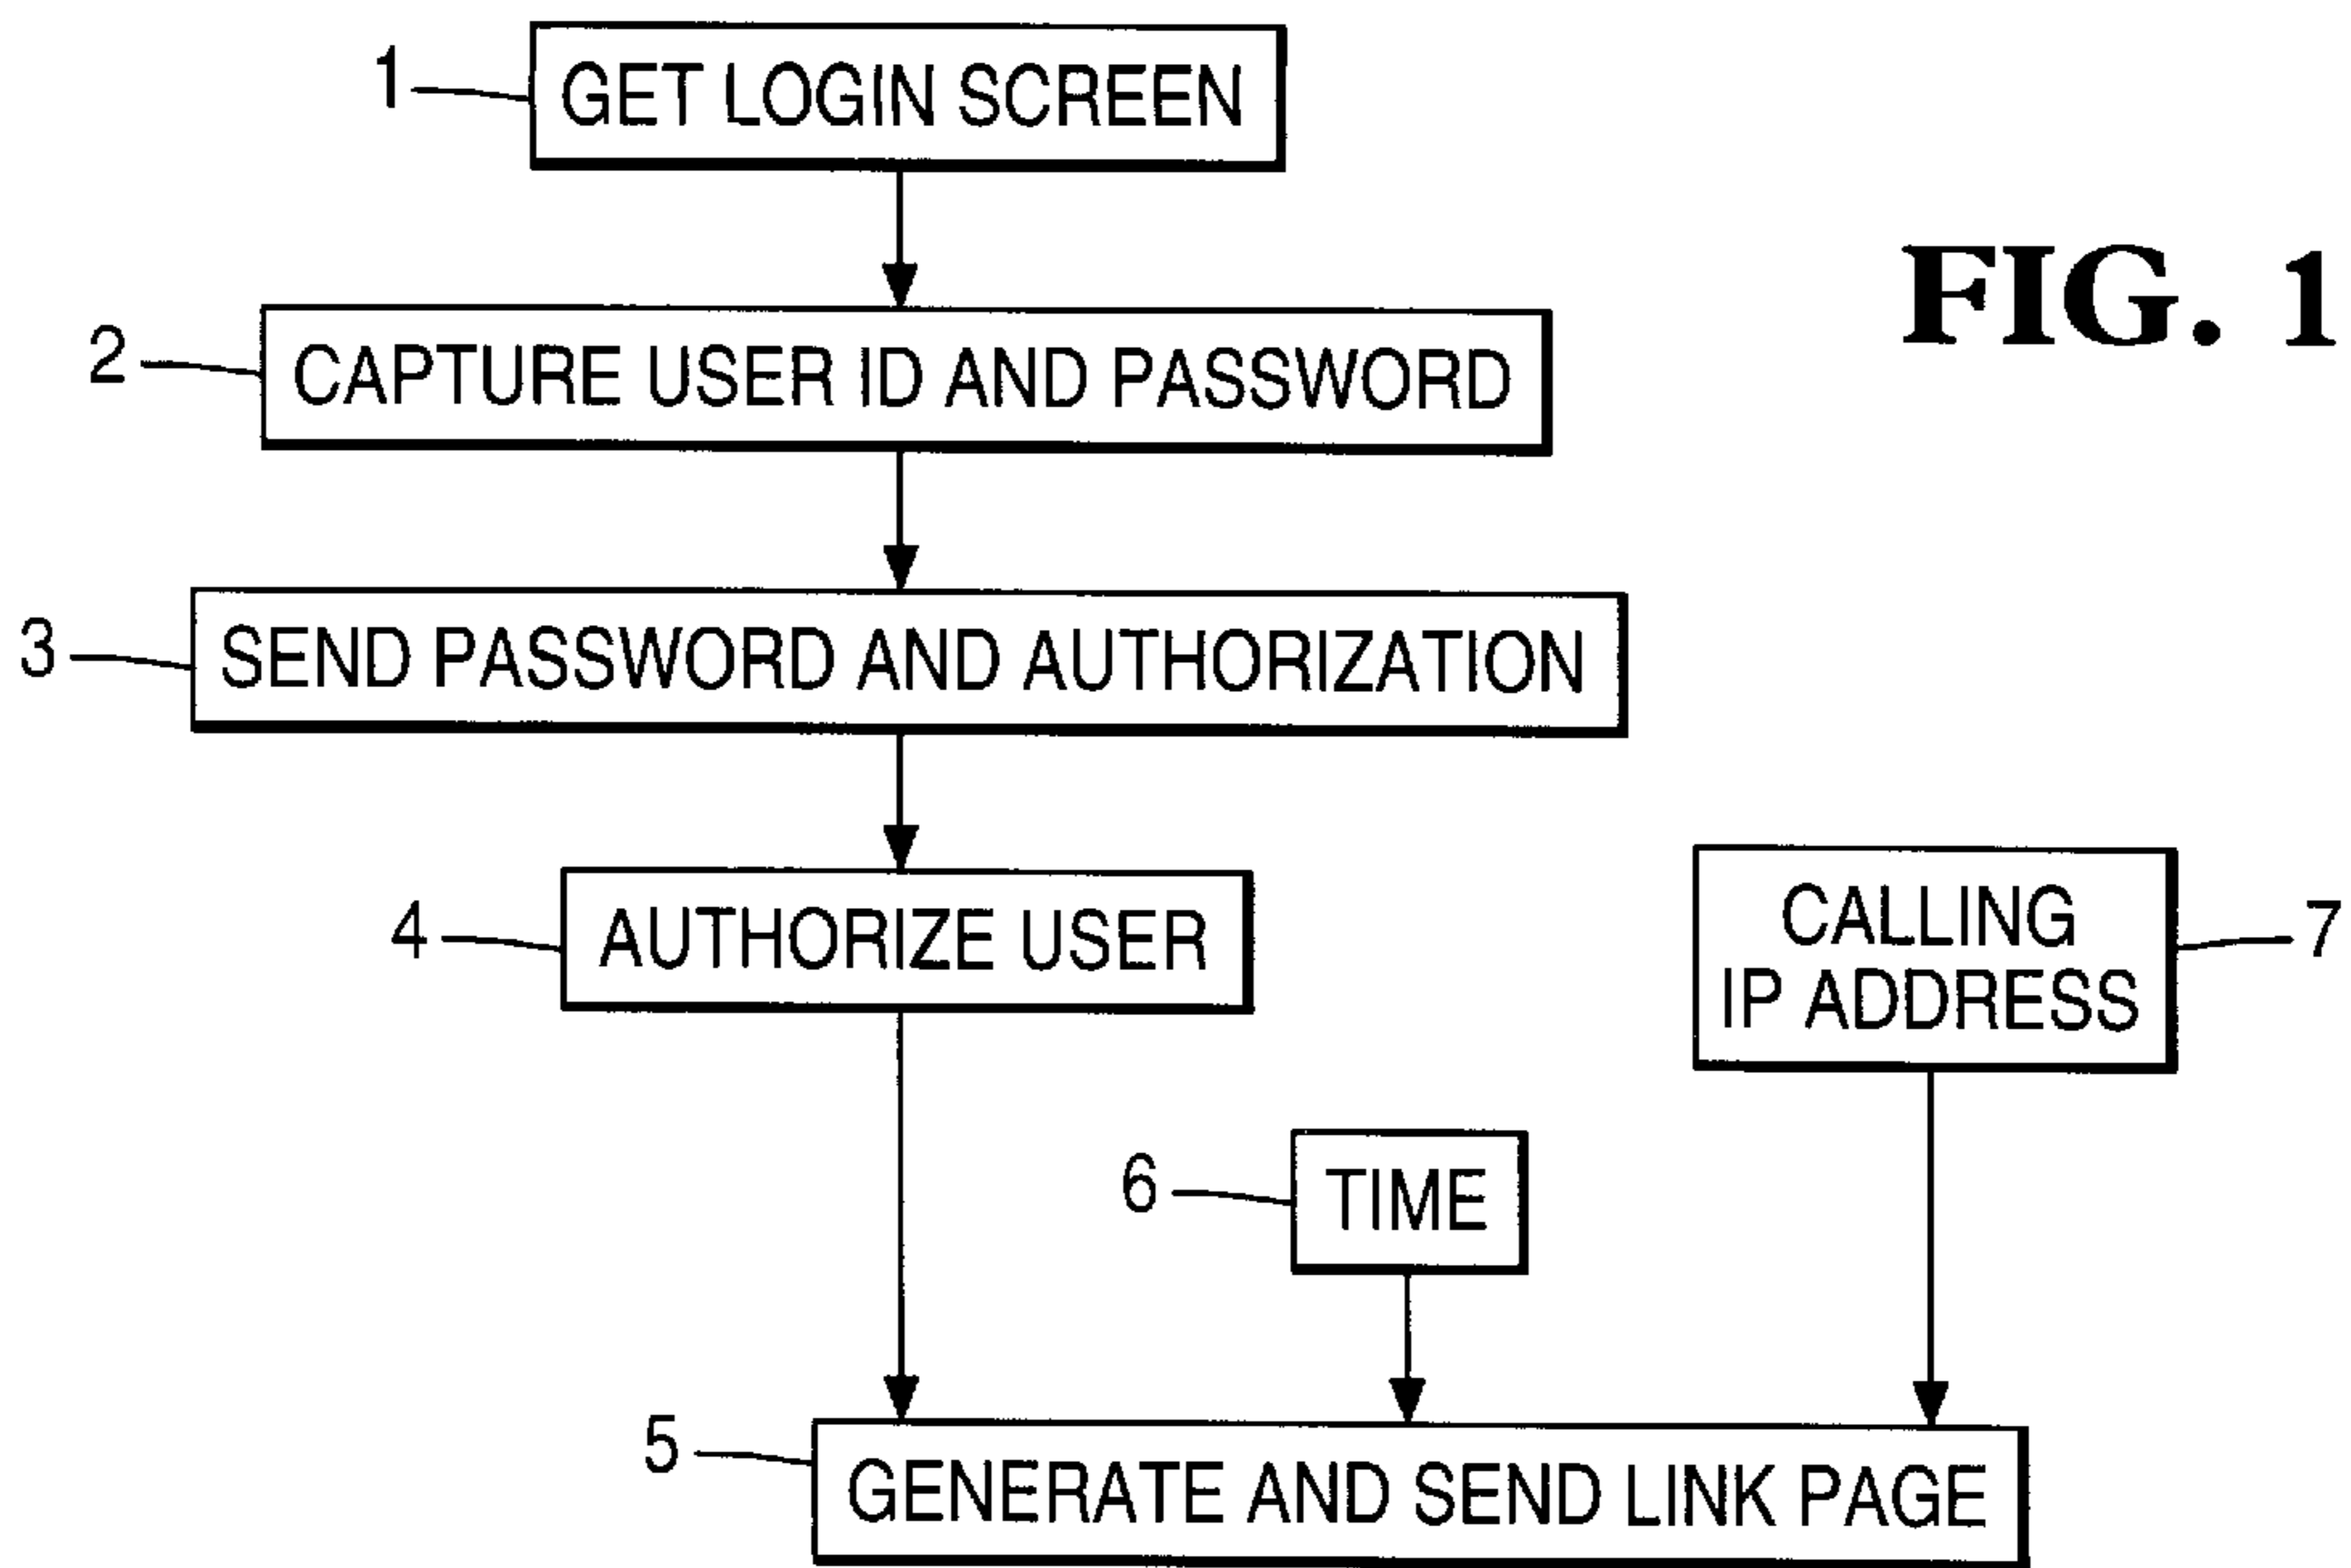 1
GET LOGIN SCREEN
FIG. 1
2
CAPTURE USER ID AND PASSWORD
3
SEND PASSWORD AND AUTHORIZATION
4
AUTHORIZE USER
CALLING
IP ADDRESS
7
6
TIME
5
GENERATE AND SEND LINK PAGE